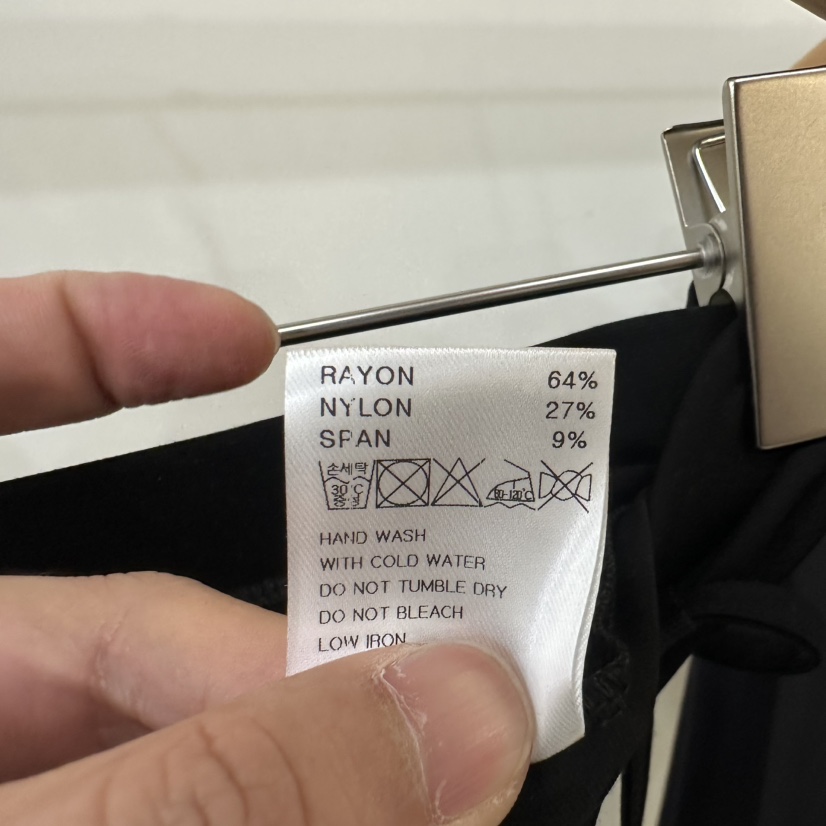 RAYON 64%
NYLON 27%
SPAN 9%
손세탁
30℃
중성
80-120℃
HAND WASH
WITH COLD WATER
DO NOT TUMBLE DRY
DO NOT BLEACH
LOW IRON